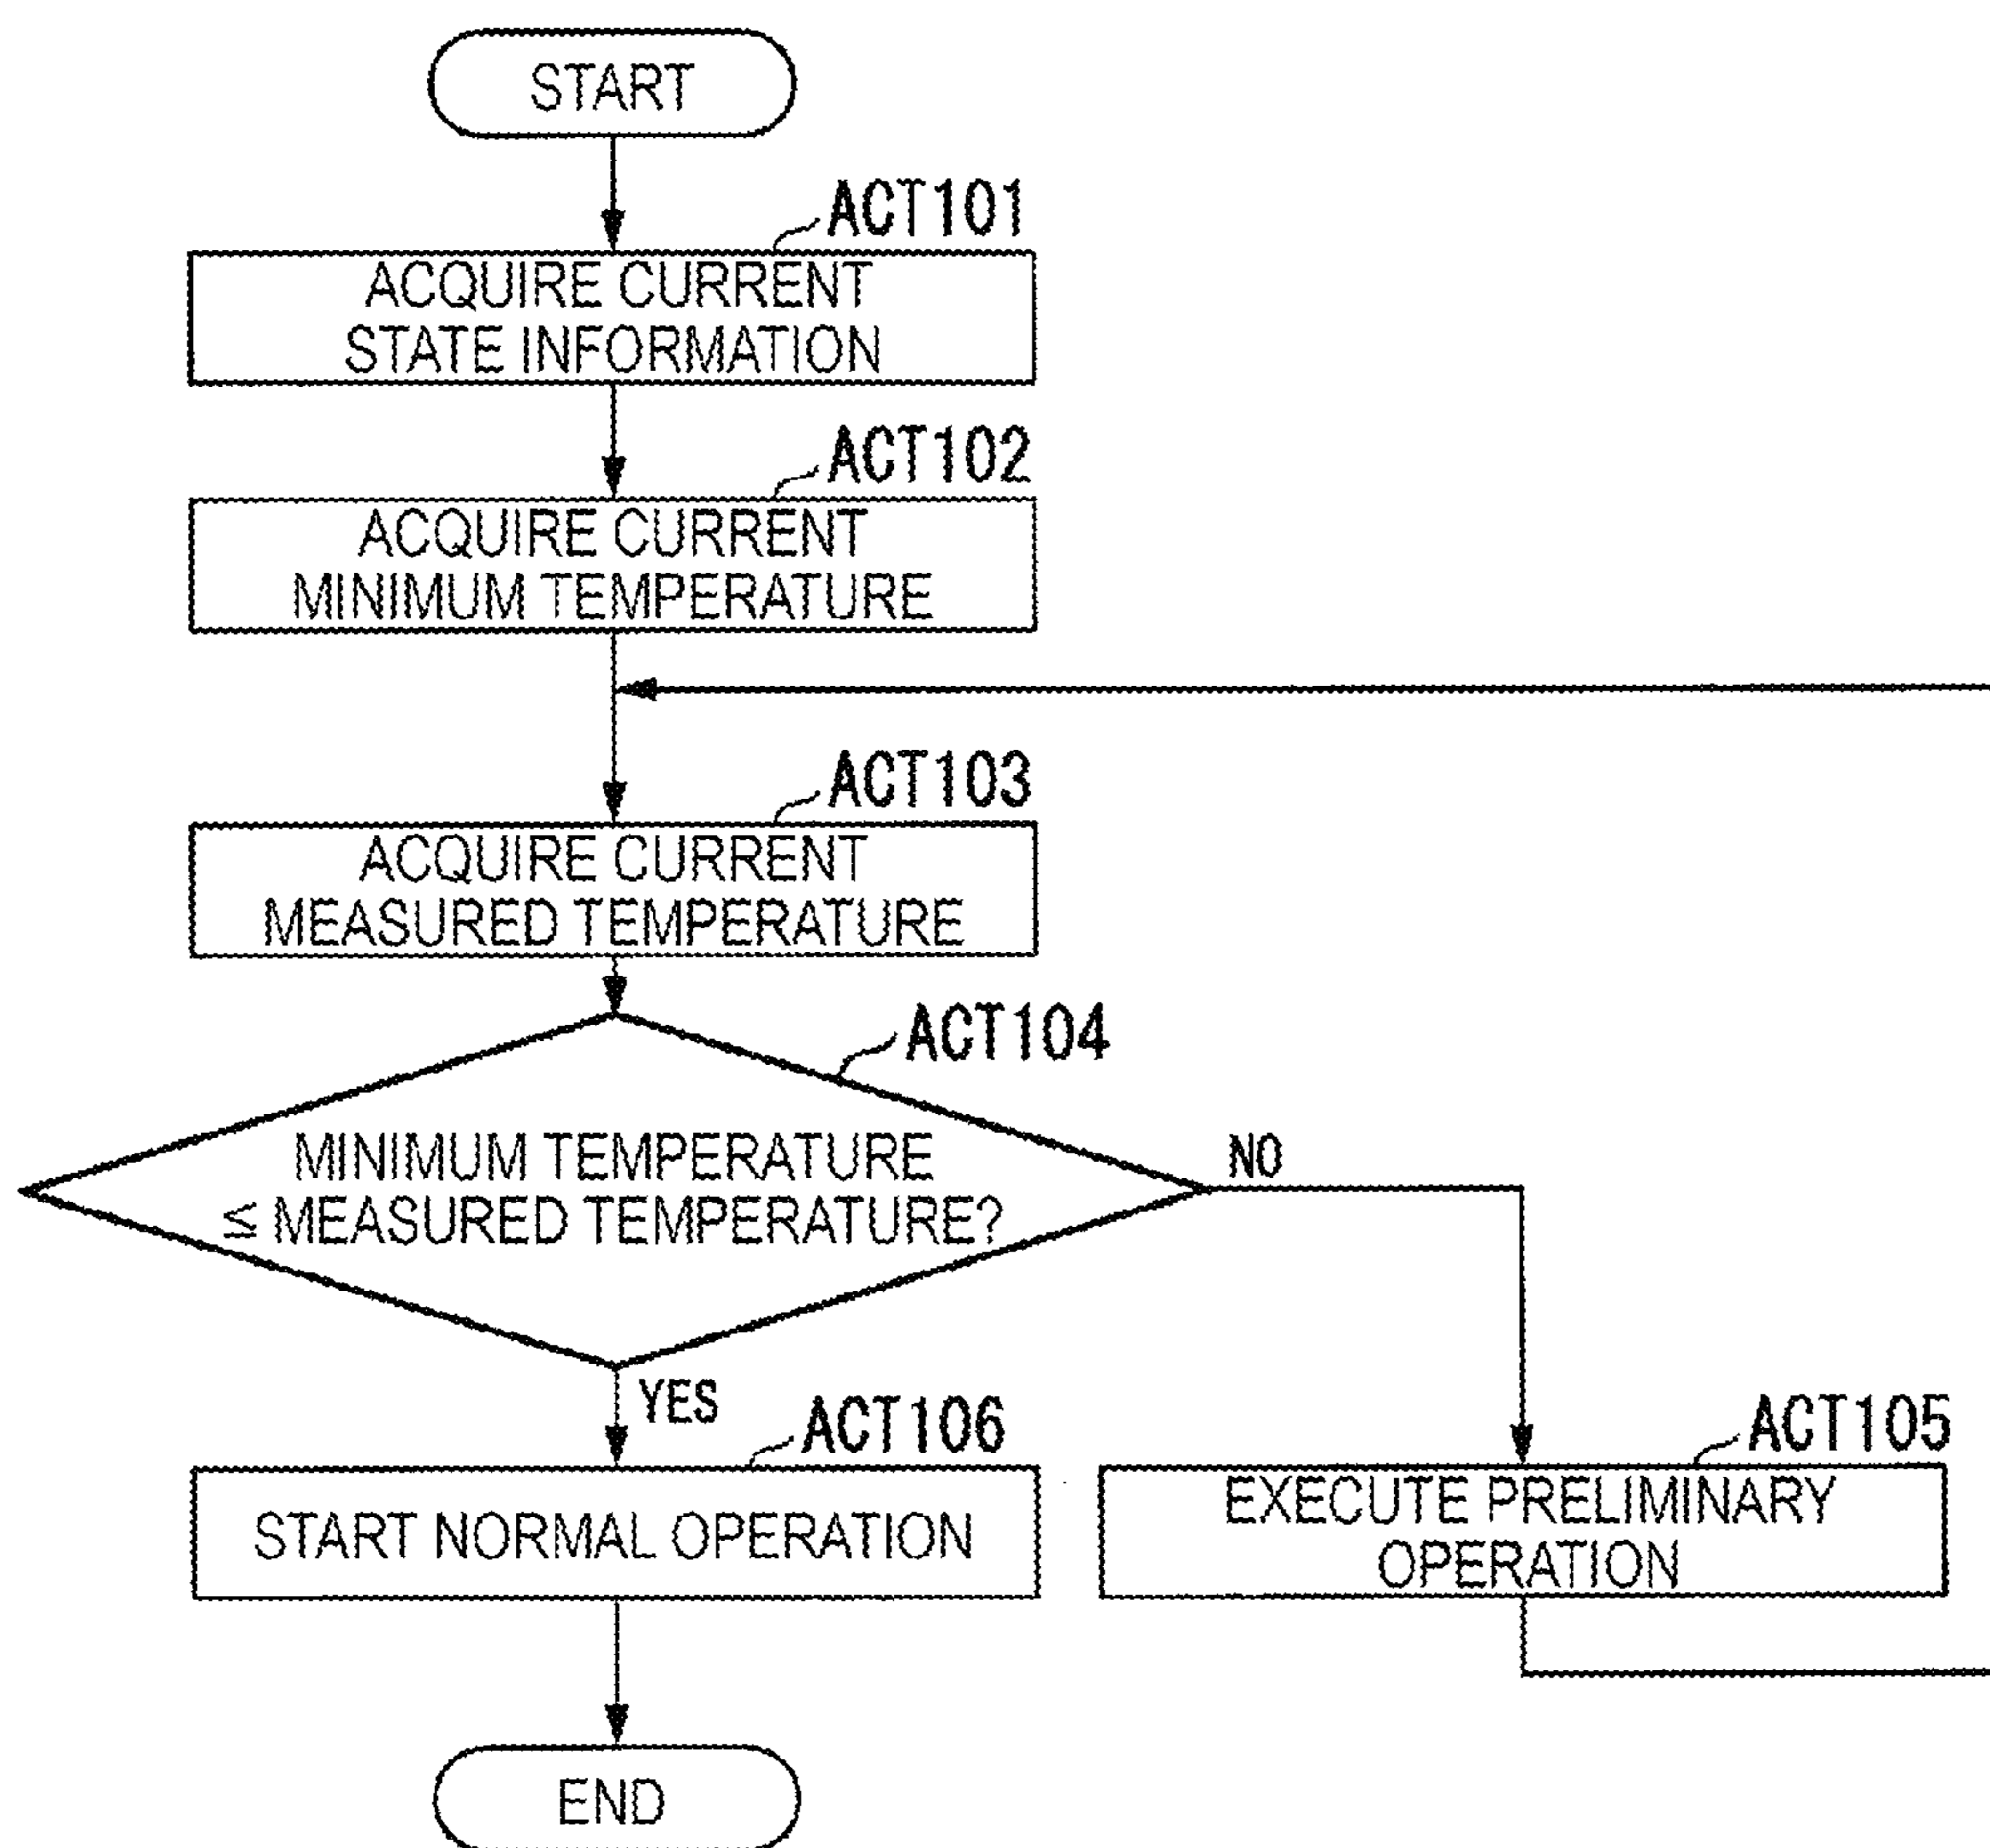 START
ACT101
ACQUIRE CURRENT
STATE INFORMATION
ACT102
ACQUIRE CURRENT
MINIMUM TEMPERATURE
ACT103
ACQUIRE CURRENT
MEASURED TEMPERATURE
ACT104
MINIMUM TEMPERATURE
≦ MEASURED TEMPERATURE?
NO
YES
ACT106
START NORMAL OPERATION
ACT105
EXECUTE PRELIMINARY
OPERATION
END